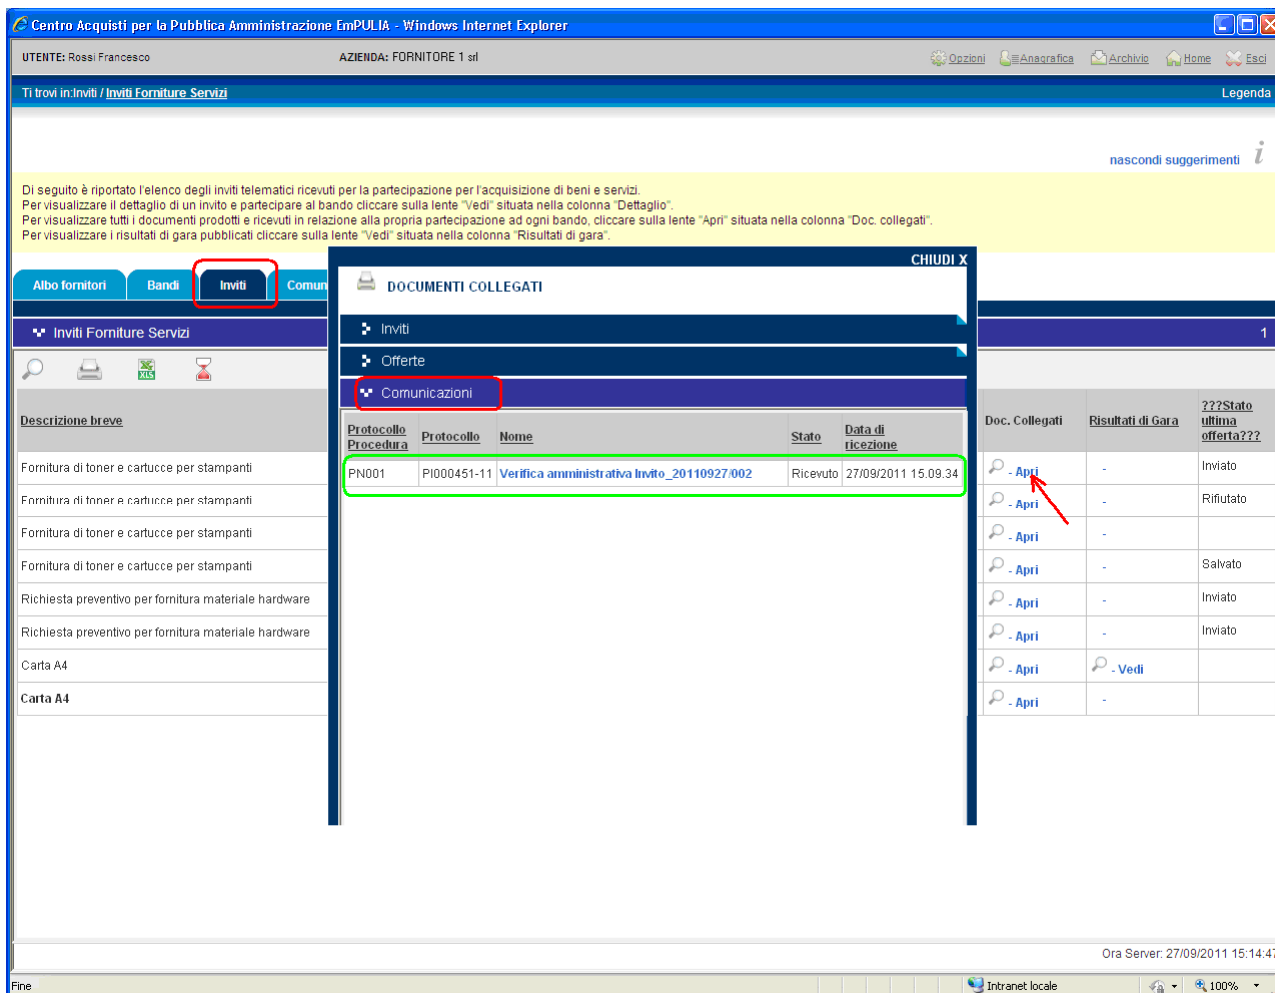 Centro Acquisti per la Pubblica Amministrazione EmPULIA - Windows Internet Explorer
UTENTE: Rossi Francesco AZIENDA: FORNITORE 1 srl Opzioni Anagrafica Archivio Home Esci
Ti trovi in:Inviti / Inviti Forniture Servizi Legenda
nascondi suggerimenti i
Di seguito è riportato l'elenco degli inviti telematici ricevuti per la partecipazione per l'acquisizione di beni e servizi.
Per visualizzare il dettaglio di un invito e partecipare al bando cliccare sulla lente "Vedi" situata nella colonna "Dettaglio".
Per visualizzare tutti i documenti prodotti e ricevuti in relazione alla propria partecipazione ad ogni bando, cliccare sulla lente "Apri" situata nella colonna "Doc. collegati".
Per visualizzare i risultati di gara pubblicati cliccare sulla lente "Vedi" situata nella colonna "Risultati di gara".
Albo fornitori Bandi Inviti Comun
Inviti Forniture Servizi 1
XLS
Descrizione breve Doc. Collegati Risultati di Gara ???Stato ultima offerta???
Fornitura di toner e cartucce per stampanti - Apri - Inviato
Fornitura di toner e cartucce per stampanti - Apri - Rifiutato
Fornitura di toner e cartucce per stampanti - Apri -
Fornitura di toner e cartucce per stampanti - Apri - Salvato
Richiesta preventivo per fornitura materiale hardware - Apri - Inviato
Richiesta preventivo per fornitura materiale hardware - Apri - Inviato
Carta A4 - Apri - Vedi
Carta A4 - Apri -
CHIUDI X
DOCUMENTI COLLEGATI
Inviti
Offerte
Comunicazioni
Protocollo Procedura Protocollo Nome Stato Data di ricezione
PN001 PI000451-11 Verifica amministrativa Invito_20110927/002 Ricevuto 27/09/2011 15.09.34
Ora Server: 27/09/2011 15:14:47
Fine Intranet locale 100%